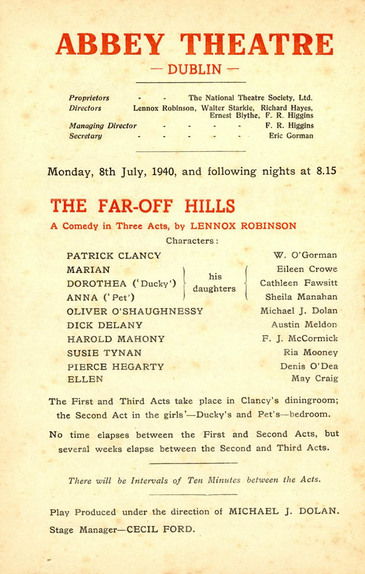 ABBEY THEATRE
— DUBLIN —
Proprietors - - The National Theatre Society, Ltd.
Directors Lennox Robinson, Walter Starkie, Richard Hayes,
Ernest Blythe, F. R. Higgins
Managing Director - - - - F. R. Higgins
Secretary - - - - - Eric Gorman
Monday, 8th July, 1940, and following nights at 8.15
THE FAR-OFF HILLS
A Comedy in Three Acts, by LENNOX ROBINSON
Characters:
PATRICK CLANCY W. O'Gorman
MARIAN Eileen Crowe
DOROTHEA ('Ducky') his daughters Cathleen Fawsitt
ANNA ('Pet') Sheila Manahan
OLIVER O'SHAUGHNESSY Michael J. Dolan
DICK DELANY Austin Meldon
HAROLD MAHONY F. J. McCormick
SUSIE TYNAN Ria Mooney
PIERCE HEGARTY Denis O'Dea
ELLEN May Craig
The First and Third Acts take place in Clancy's diningroom;
the Second Act in the girls'—Ducky's and Pet's—bedroom.
No time elapses between the First and Second Acts, but
several weeks elapse between the Second and Third Acts.
There will be Intervals of Ten Minutes between the Acts.
Play Produced under the direction of MICHAEL J. DOLAN.
Stage Manager—CECIL FORD.